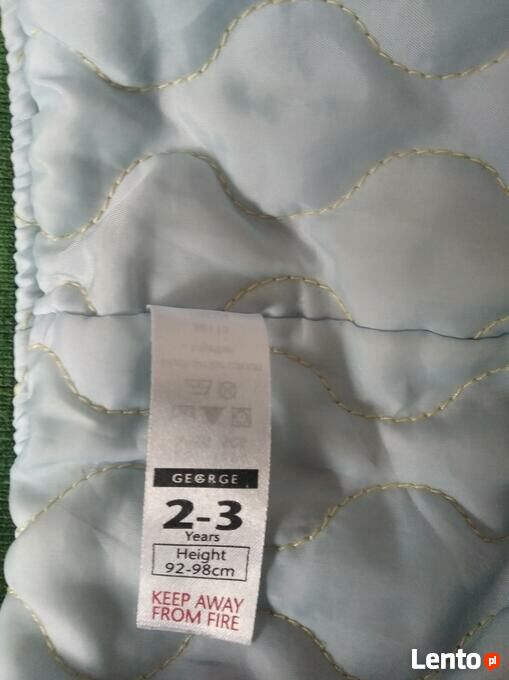 GEORGE
2-3
Years
Height
92-98cm
KEEP AWAY
FROM FIRE
Lento.pl